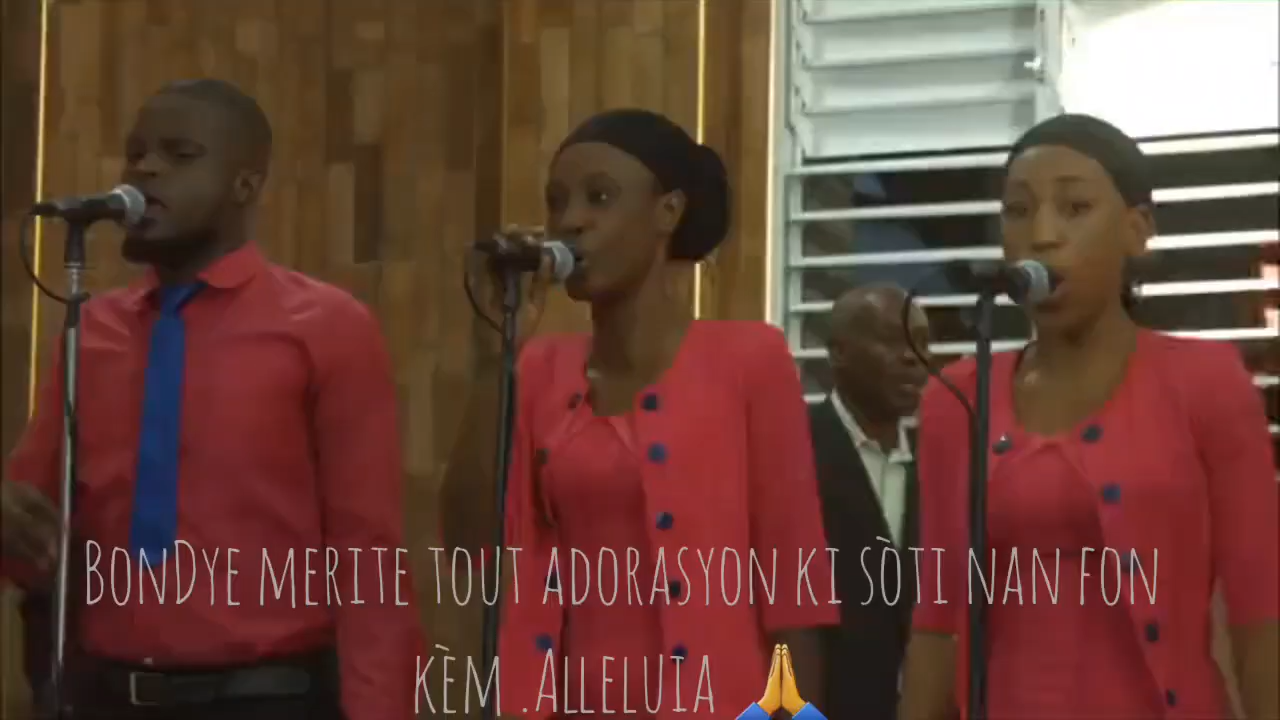 BonDye merite tout adorasyon ki sòti nan fon
kèm .Alleluia 🙏